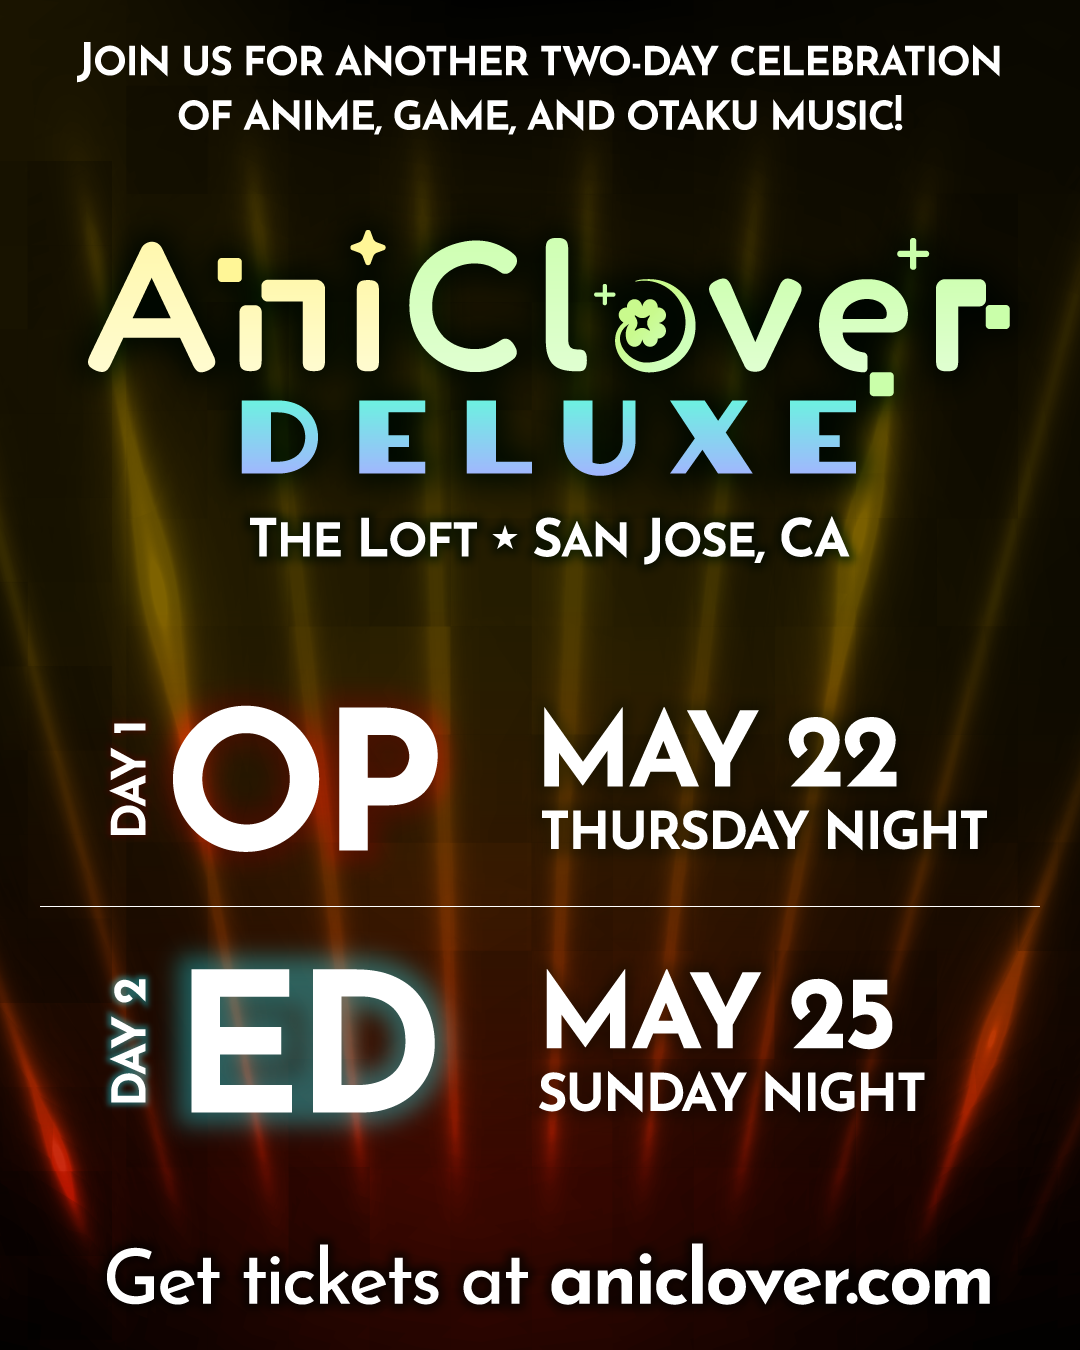 Join us for another two-day celebration
of anime, game, and otaku music!
AniClover
DELUXE
The Loft ★ San Jose, CA
DAY 1
OP
MAY 22
THURSDAY NIGHT
DAY 2
ED
MAY 25
SUNDAY NIGHT
Get tickets at aniclover.com